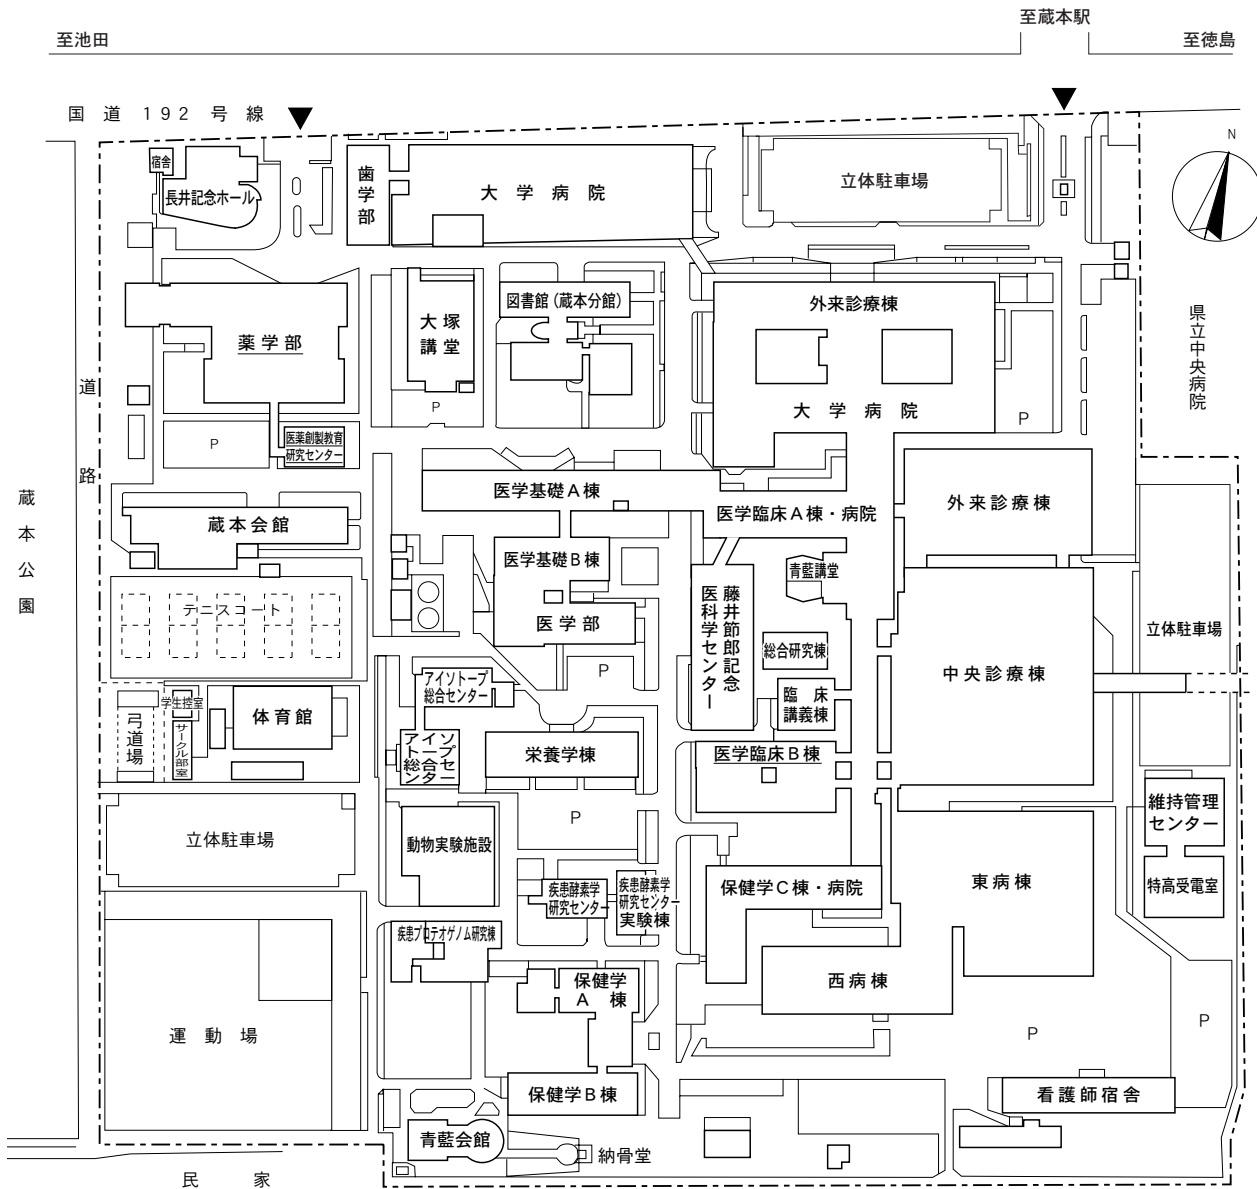 至蔵本駅
至池田
至徳島
国道192号線
N
宿舎
長井記念ホール
歯学部
大学病院
立体駐車場
図書館（蔵本分館）
外来診療棟
大塚
講堂
薬学部
県立中央病院
道路
P
大学病院
P
P
医薬創製教育
研究センター
医学基礎A棟
蔵本公園
医学臨床A棟・病院
外来診療棟
蔵本会館
医学基礎B棟
青藍講堂
テニスコート
医学部
藤井節郎記念
医科学センター
立体駐車場
総合研究棟
P
中央診療棟
アイソトープ
総合センター
臨床
講義棟
学生控室
弓道場
サークル部室
体育館
アイソ
トープ
総合セ
ンター
栄養学棟
医学臨床B棟
維持管理
センター
P
立体駐車場
動物実験施設
東病棟
保健学C棟・病院
特高受電室
疾患酵素学
研究センター
疾患酵素学
研究センター
実験棟
疾患プロテオゲノム研究棟
西病棟
保健学
A棟
P
P
運動場
保健学B棟
看護師宿舎
青藍会館
納骨堂
民家